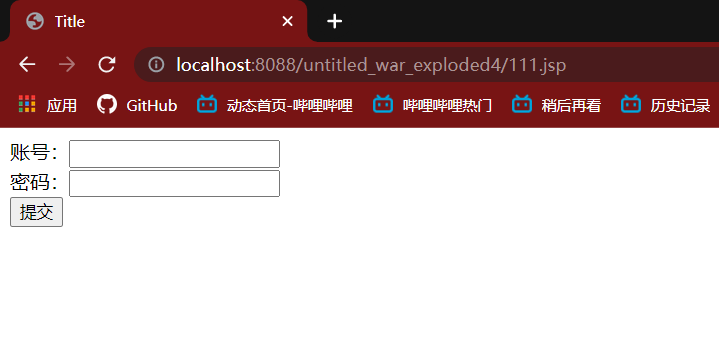 Title
localhost:8088/untitled_war_exploded4/111.jsp
应用 GitHub 动态首页-哔哩哔哩 哔哩哔哩热门 稍后再看 历史记录
账号：
密码：
提交